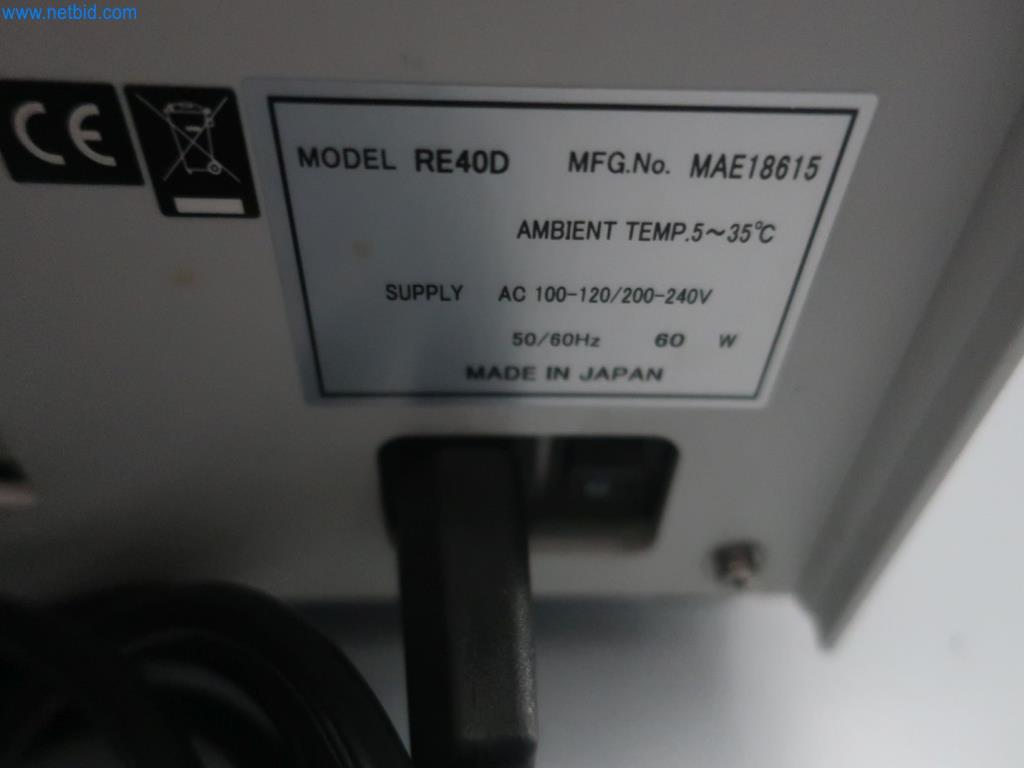 www.netbid.com
CE
MODEL RE40D MFG.No. MAE18615
AMBIENT TEMP.5～35℃
SUPPLY AC 100-120/200-240V
50/60Hz 60 W
MADE IN JAPAN